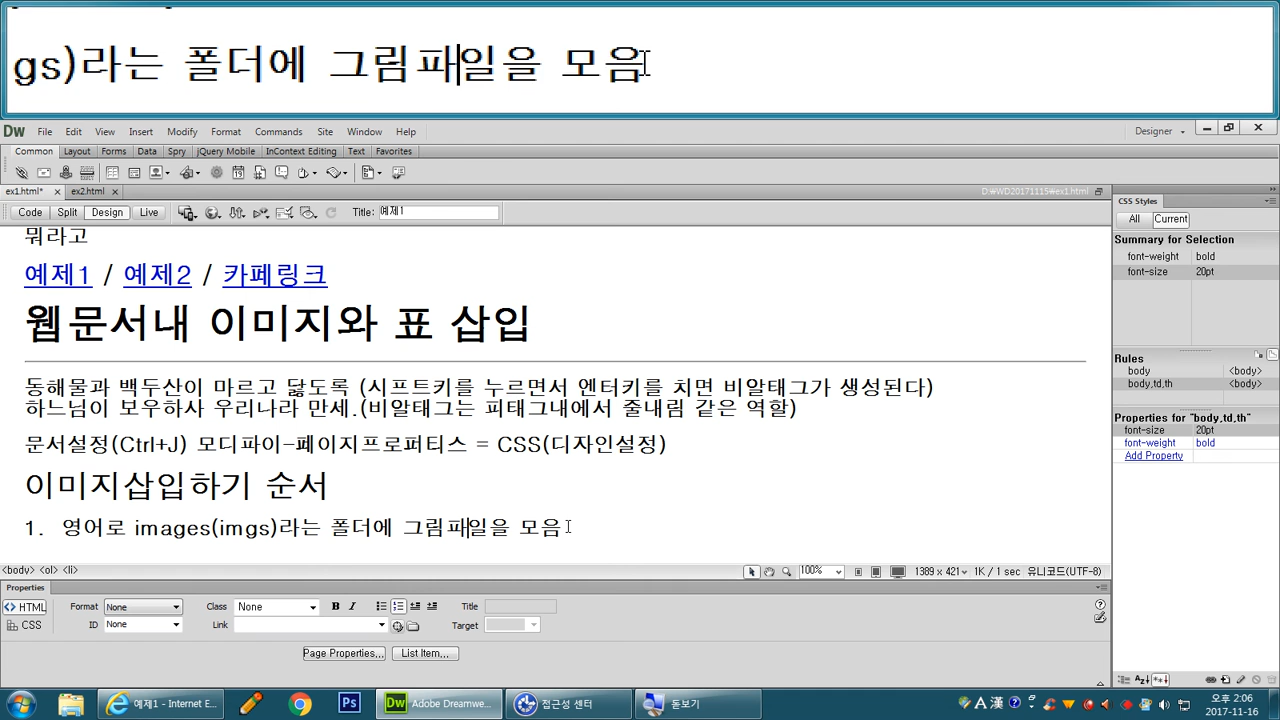 gs)라는 폴더에 그림파일을 모음
Dw File Edit View Insert Modify Format Commands Site Window Help Designer
Common Layout Forms Data Spry jQuery Mobile InContext Editing Text Favorites
ex1.html* ex2.html D:\WD20171115\ex1.html
Code Split Design Live Title: 예제1
CSS Styles
All Current
Summary for Selection
font-weight bold
font-size 20pt
Rules
body <body>
body,td,th <body>
Properties for "body,td,th"
font-size 20pt
font-weight bold
Add Property
뭐라고
예제1 / 예제2 / 카페링크
웹문서내 이미지와 표 삽입
동해물과 백두산이 마르고 닳도록 (시프트키를 누르면서 엔터키를 치면 비알태그가 생성된다)
하느님이 보우하사 우리나라 만세.(비알태그는 피태그내에서 줄내림 같은 역할)
문서설정(Ctrl+J) 모디파이-페이지프로퍼티스 = CSS(디자인설정)
이미지삽입하기 순서
1. 영어로 images(imgs)라는 폴더에 그림파일을 모음
<body> <ol> <li> 100% 1389 x 421 1K / 1 sec 유니코드(UTF-8)
Properties
<> HTML Format None Class None B I Title
CSS ID None Link Target
Page Properties... List Item...
예제1 - Internet E... Ps Dw Adobe Dreamwe... 접근성 센터 돋보기 A 漢 오후 2:06
2017-11-16